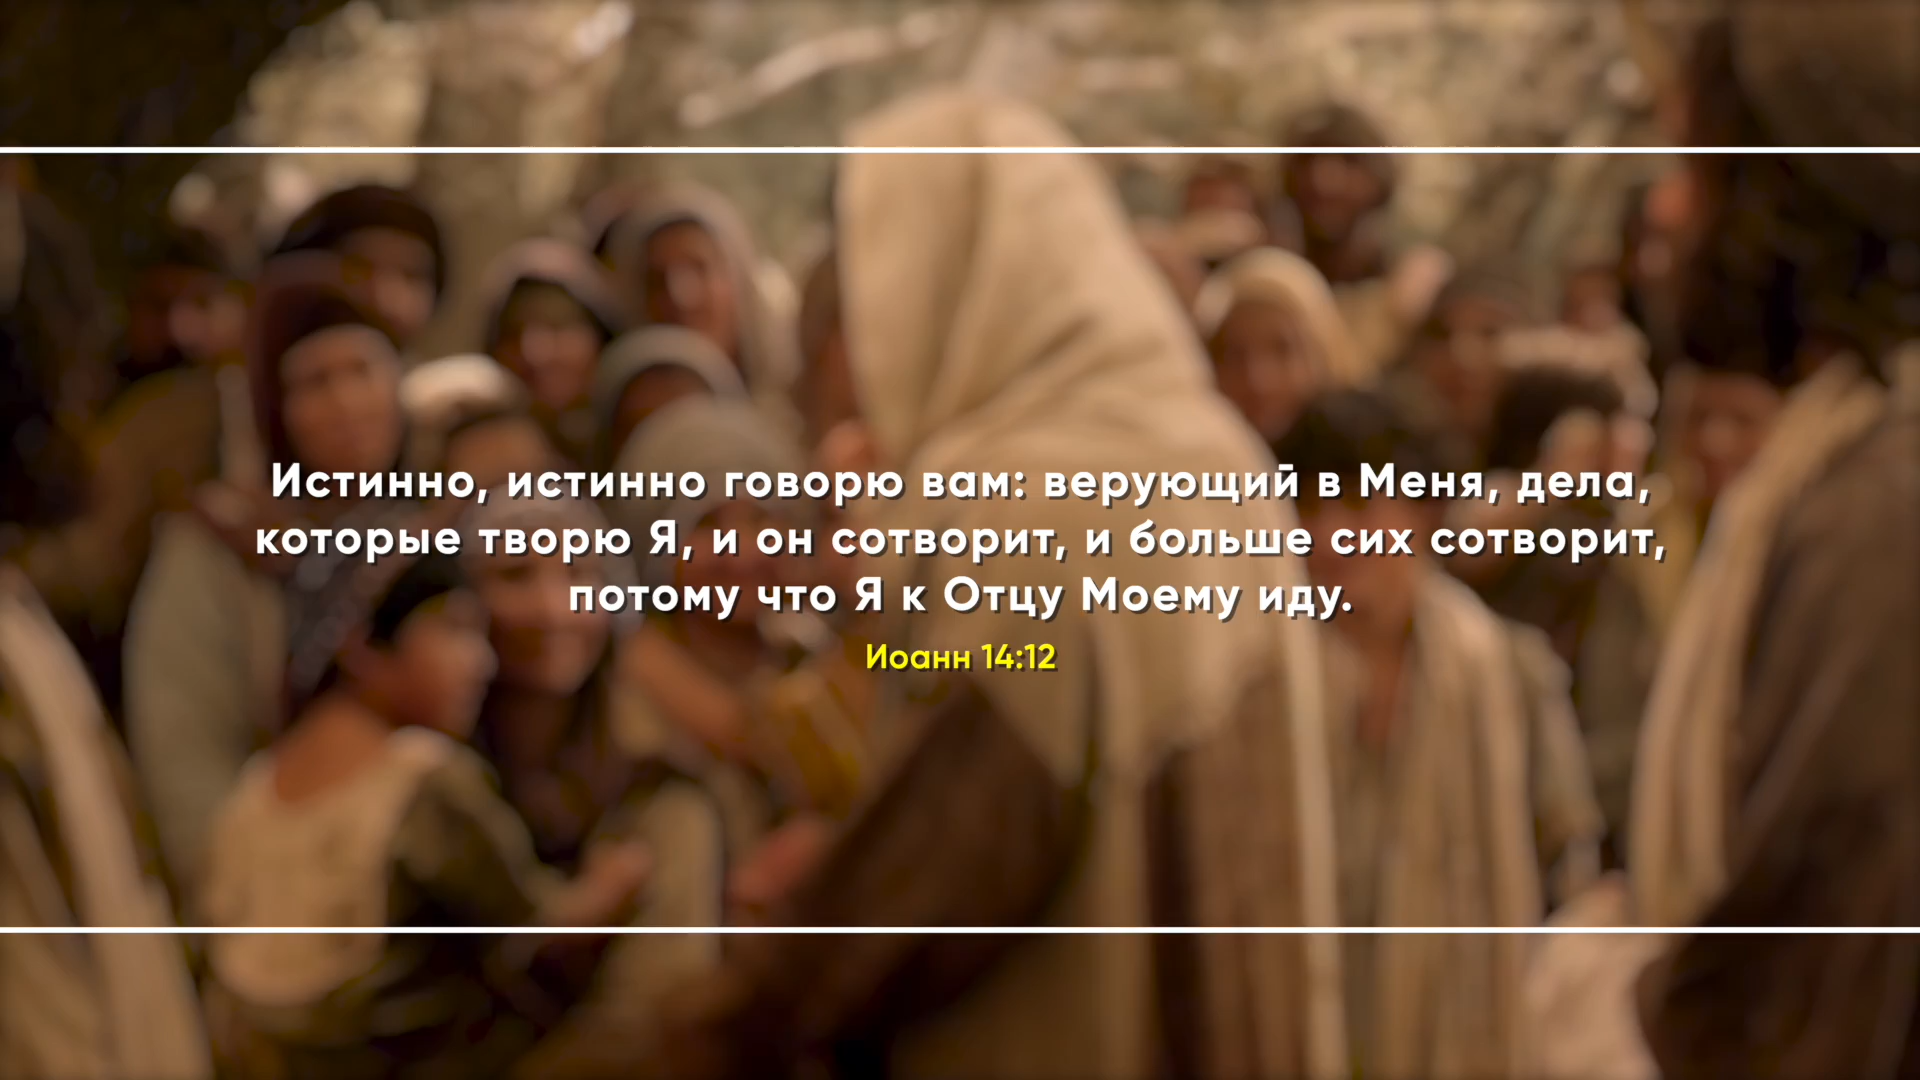 Истинно, истинно говорю вам: верующий в Меня, дела,
которые творю Я, и он сотворит, и больше сих сотворит,
потому что Я к Отцу Моему иду.
Иоанн 14:12